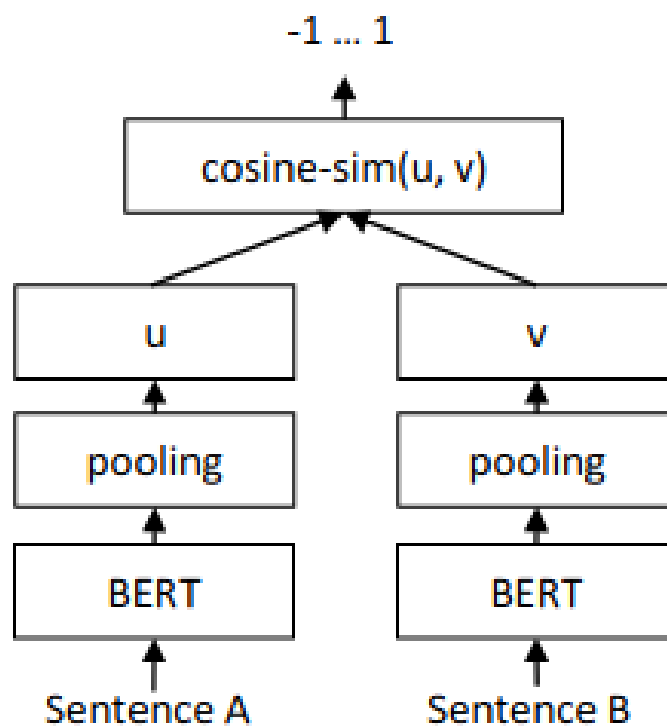 -1 ... 1
cosine-sim(u, v)
u
v
pooling
pooling
BERT
BERT
Sentence A
Sentence B